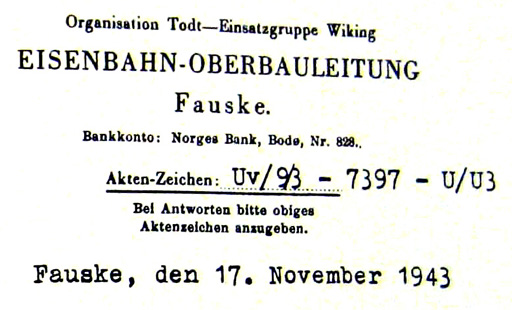 Organisation Todt—Einsatzgruppe Wiking
EISENBAHN-OBERBAULEITUNG
Fauske.
Bankkonto: Norges Bank, Bodø, Nr. 828.
Akten-Zeichen: Uv/93 - 7397 - U/U3
Bei Antworten bitte obiges
Aktenzeichen anzugeben.
Fauske, den 17. November 1943